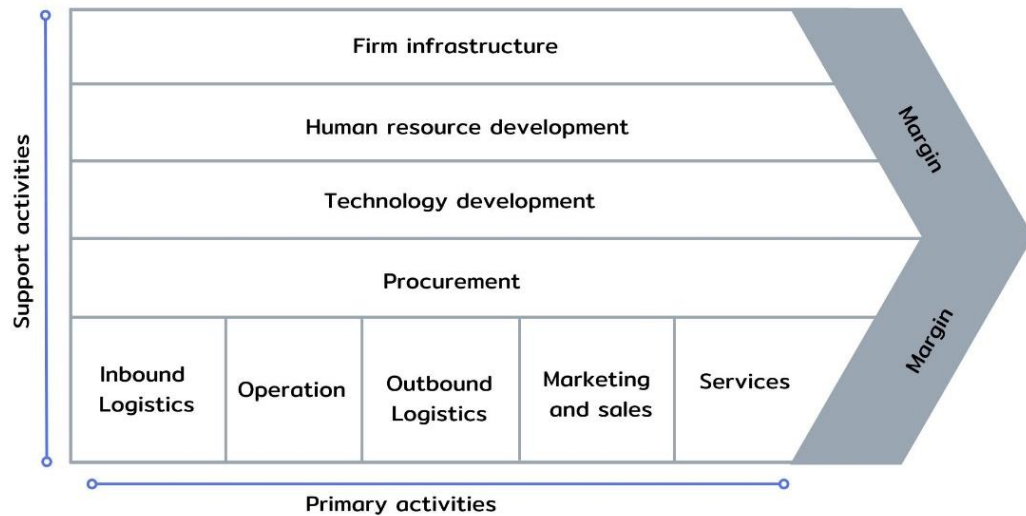 Support activities
Firm infrastructure
Human resource development
Technology development
Procurement
Inbound
Logistics
Operation
Outbound
Logistics
Marketing
and sales
Services
Margin
Margin
Primary activities